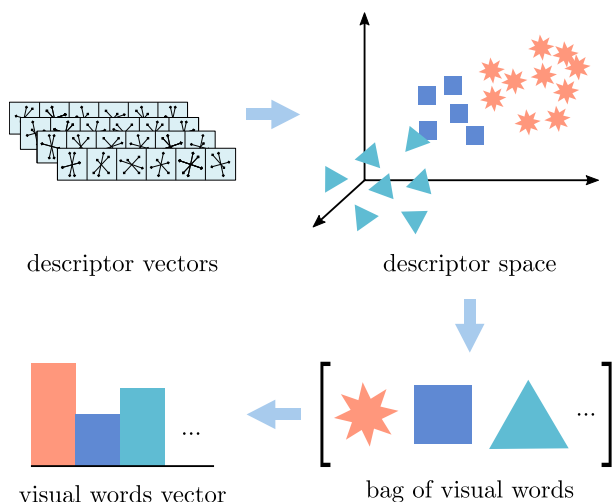 descriptor vectors
descriptor space
...
...
visual words vector
bag of visual words